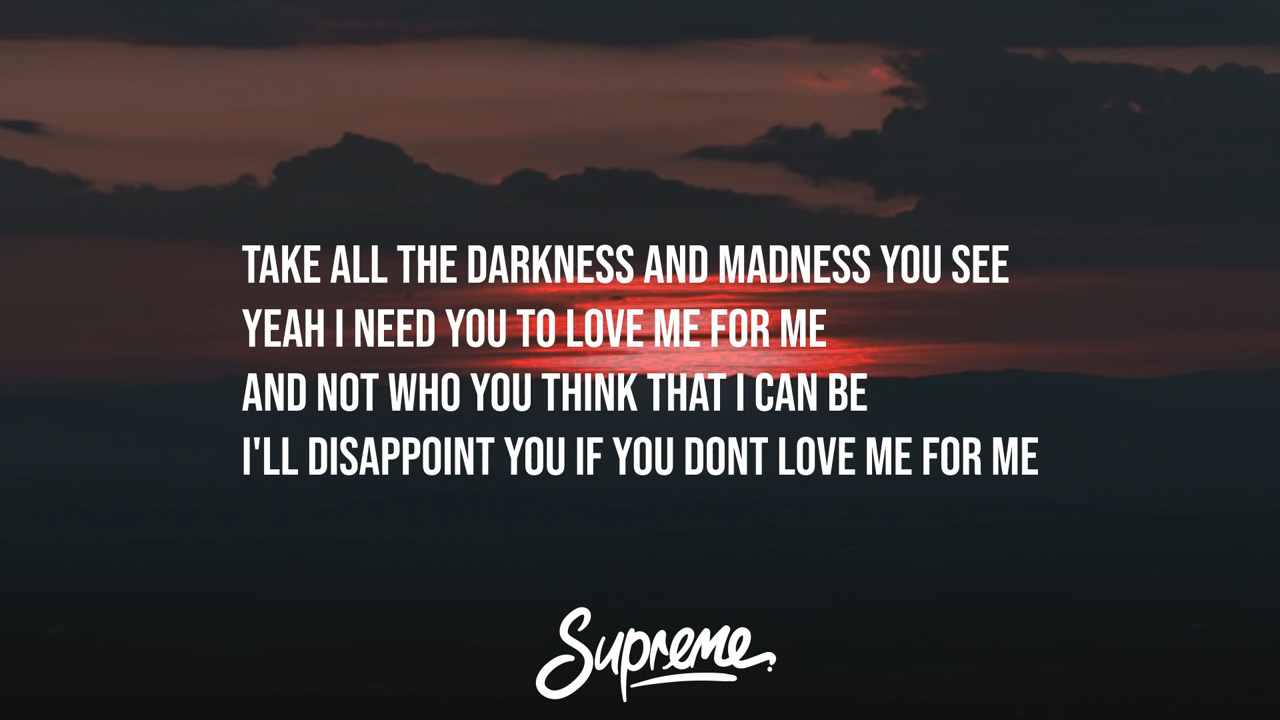 TAKE ALL THE DARKNESS AND MADNESS YOU SEE
YEAH I NEED YOU TO LOVE ME FOR ME
AND NOT WHO YOU THINK THAT I CAN BE
I'LL DISAPPOINT YOU IF YOU DONT LOVE ME FOR ME
Supreme